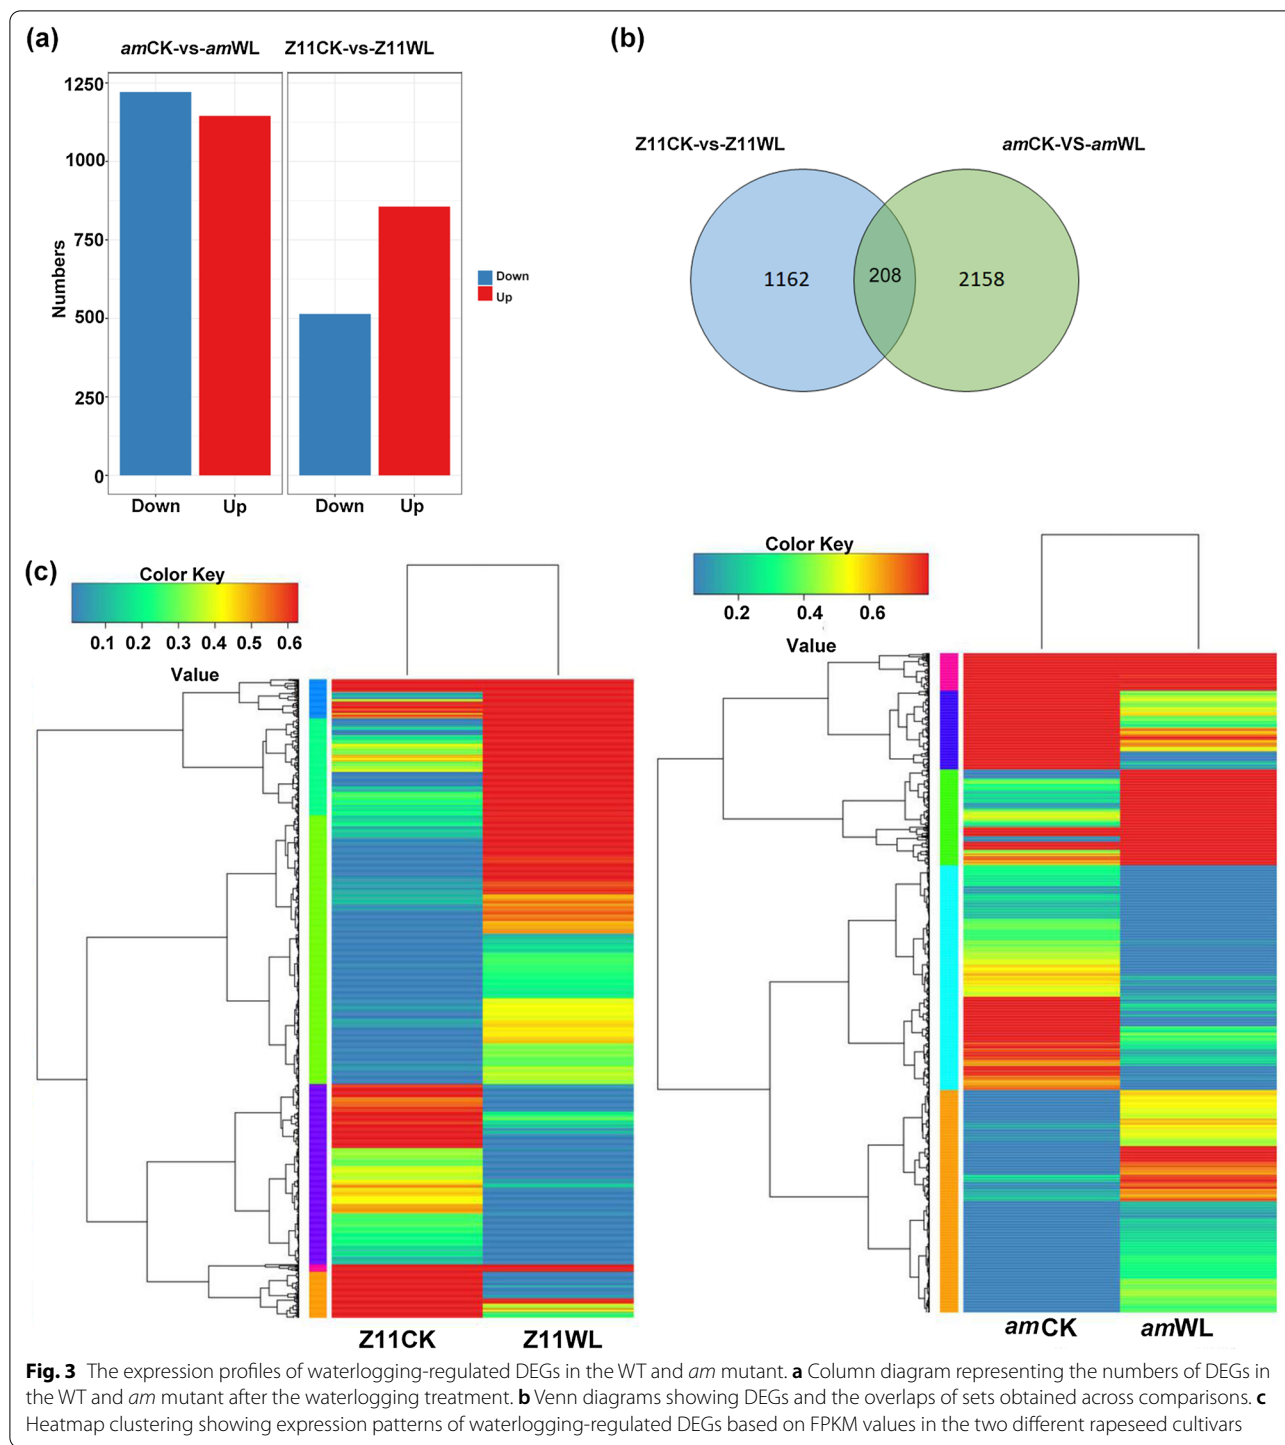 (a)
amCK-vs-amWL Z11CK-vs-Z11WL
1250
1000
750
500
250
0
Numbers
Down Up Down Up
Down
Up
(b)
Z11CK-vs-Z11WL amCK-VS-amWL
1162 208 2158
(c)
Color Key
0.1 0.2 0.3 0.4 0.5 0.6
Value
Z11CK Z11WL
Color Key
0.2 0.4 0.6
Value
amCK amWL
Fig. 3 The expression profiles of waterlogging-regulated DEGs in the WT and am mutant. a Column diagram representing the numbers of DEGs in
the WT and am mutant after the waterlogging treatment. b Venn diagrams showing DEGs and the overlaps of sets obtained across comparisons. c
Heatmap clustering showing expression patterns of waterlogging-regulated DEGs based on FPKM values in the two different rapeseed cultivars